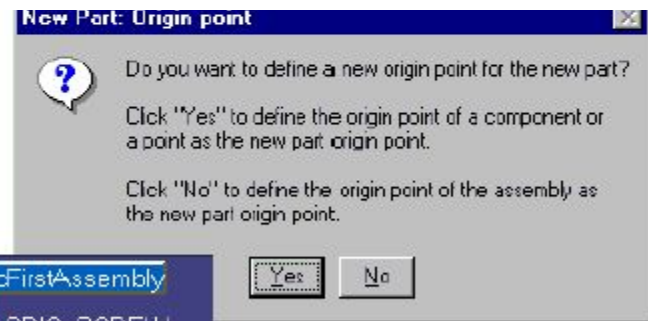 New Part: Origin point
Do you want to define a new origin point for the new part?
Click "Yes" to define the origin point of a component or
a point as the new part origin point.
Click "No" to define the origin point of the assembly as
the new part origin point.
Yes No
cFirstAssembly